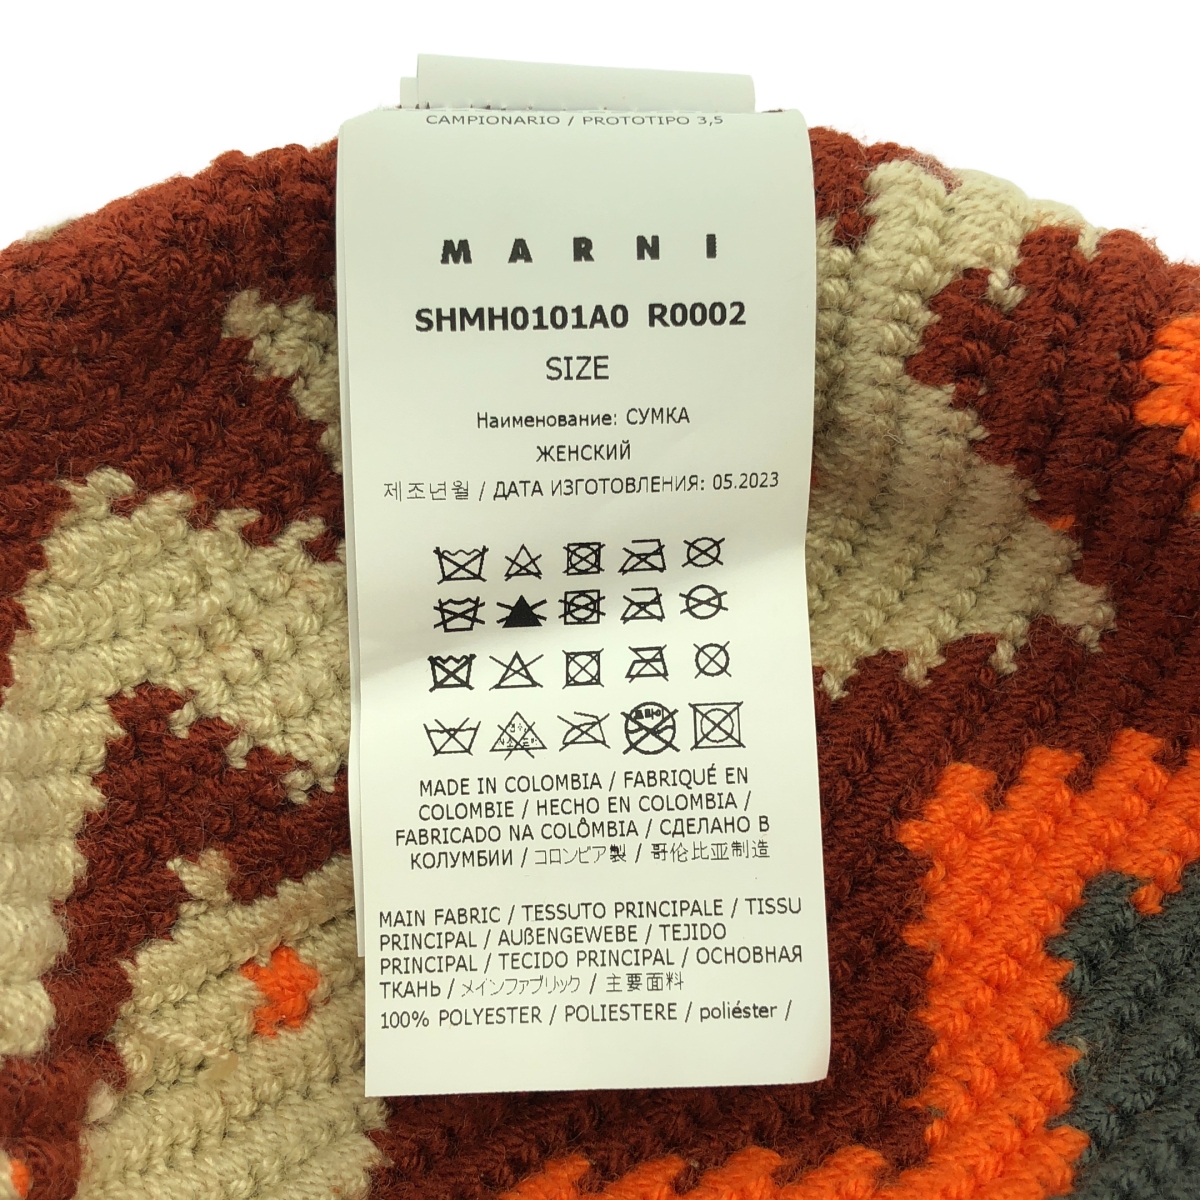 CAMPIONARIO / PROTOTIPO 3,5
MARNI
SHMH0101A0 R0002
SIZE
Наименование: СУМКА
ЖЕНСКИЙ
제조년월 / ДАТА ИЗГОТОВЛЕНИЯ: 05.2023
드라이
MADE IN COLOMBIA / FABRIQUÉ EN
COLOMBIE / HECHO EN COLOMBIA /
FABRICADO NA COLÔMBIA / СДЕЛАНО В
КОЛУМБИИ / コロンビア製 / 哥伦比亚制造
MAIN FABRIC / TESSUTO PRINCIPALE / TISSU
PRINCIPAL / AUßENGEWEBE / TEJIDO
PRINCIPAL / TECIDO PRINCIPAL / ОСНОВНАЯ
ТКАНЬ / メインファブリック / 主要面料
100% POLYESTER / POLIESTERE / poliéster /